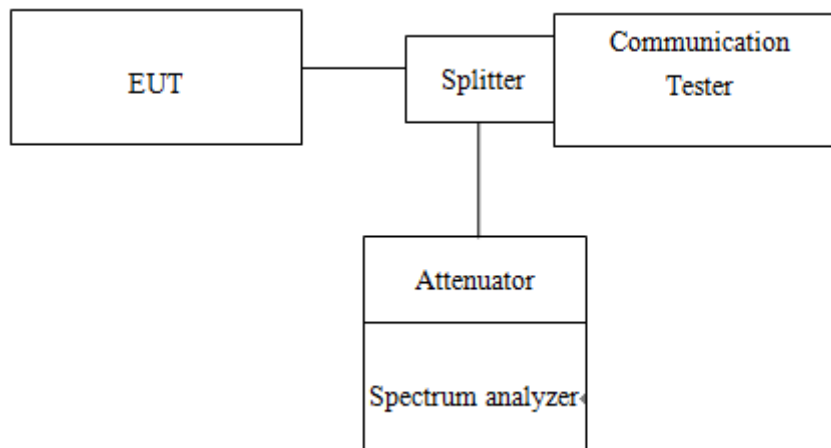 EUT
Splitter
Communication
Tester
Attenuator
Spectrum analyzer